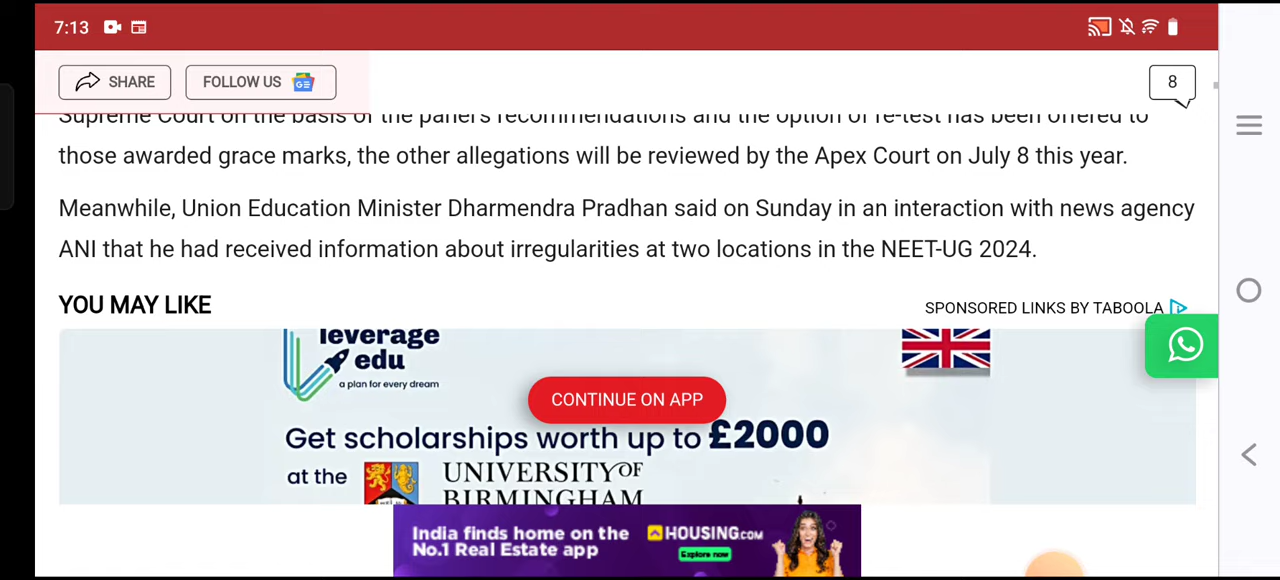 7:13
SHARE
FOLLOW US
GE
8
Supreme Court on the basis of the panel's recommendations and the option of re-test has been offered to
those awarded grace marks, the other allegations will be reviewed by the Apex Court on July 8 this year.
Meanwhile, Union Education Minister Dharmendra Pradhan said on Sunday in an interaction with news agency
ANI that he had received information about irregularities at two locations in the NEET-UG 2024.
YOU MAY LIKE
SPONSORED LINKS BY TABOOLA
leverage
edu
a plan for every dream
CONTINUE ON APP
Get scholarships worth up to £2000
at the
UNIVERSITY OF
BIRMINGHAM
India finds home on the
No.1 Real Estate app
HOUSING.COM
Explore now